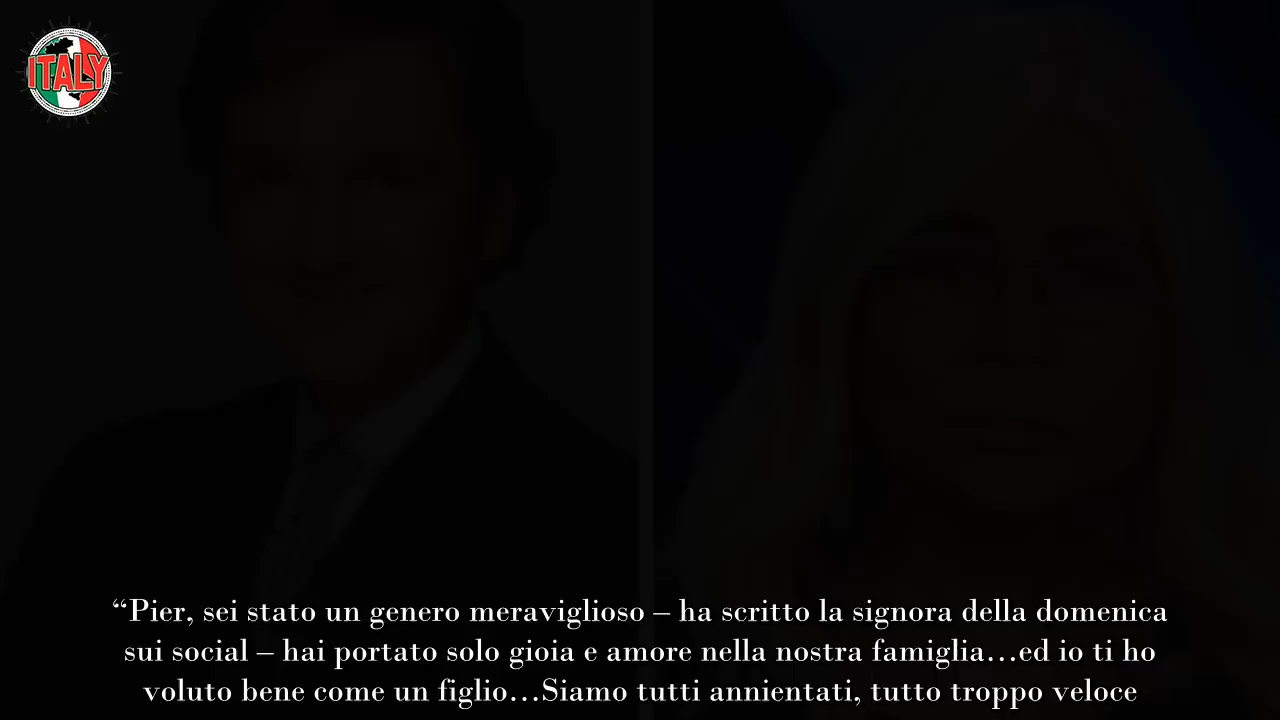 ITALY
“Pier, sei stato un genero meraviglioso – ha scritto la signora della domenica
sui social – hai portato solo gioia e amore nella nostra famiglia…ed io ti ho
voluto bene come un figlio…Siamo tutti annientati, tutto troppo veloce